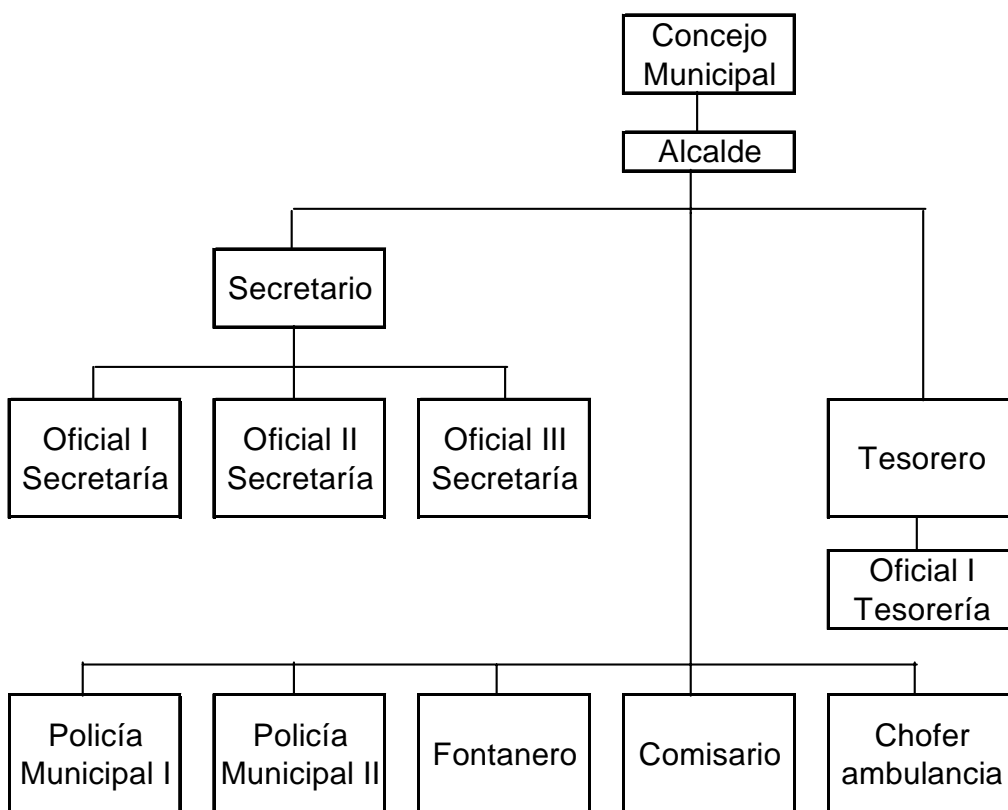 Concejo
Municipal
Alcalde
Secretario
Oficial I
Secretaría
Oficial II
Secretaría
Oficial III
Secretaría
Tesorero
Oficial I
Tesorería
Policía
Municipal I
Policía
Municipal II
Fontanero
Comisario
Chofer
ambulancia